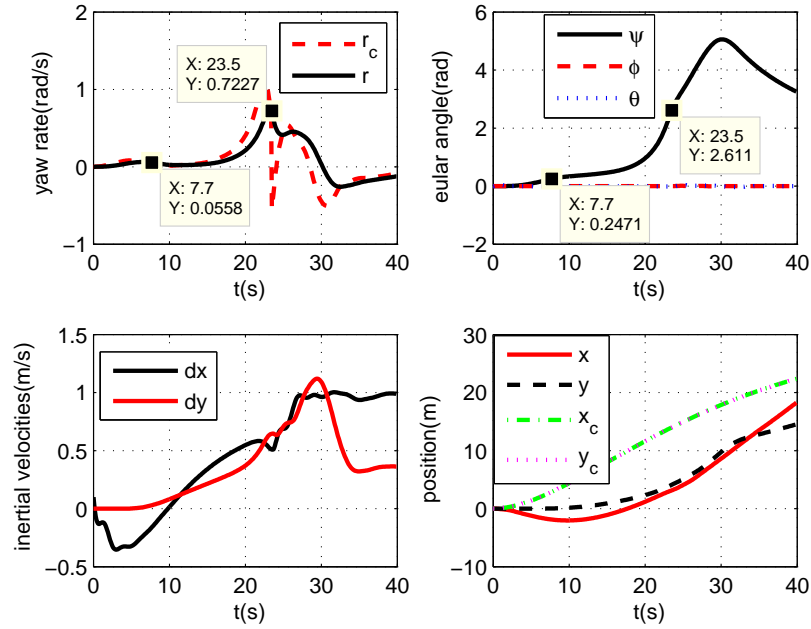 yaw rate(rad/s)
2
1
0
−1
0
10
20
30
40
t(s)
r_c
r
X: 23.5
Y: 0.7227
X: 7.7
Y: 0.0558
eular angle(rad)
6
4
2
0
−2
0
10
20
30
40
t(s)
ψ
ϕ
θ
X: 23.5
Y: 2.611
X: 7.7
Y: 0.2471
inertial velocities(m/s)
1.5
1
0.5
0
−0.5
0
10
20
30
40
t(s)
dx
dy
position(m)
30
20
10
0
−10
0
10
20
30
40
t(s)
x
y
x_c
y_c